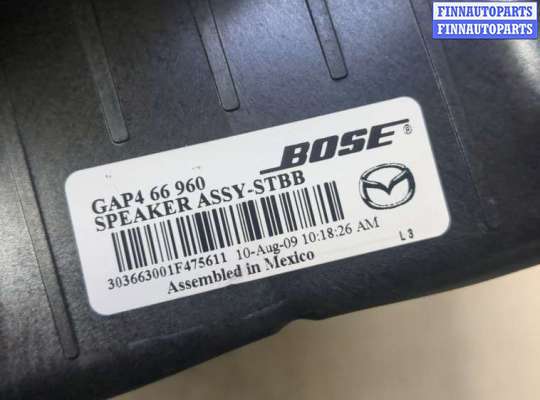 FINNAUTOPARTS
FINNAUTOPARTS
BOSE®
GAP4 66 960
SPEAKER ASSY-STBB
303663001F475611 10-Aug-09 10:18:26 AM
Assembled in Mexico
L 3